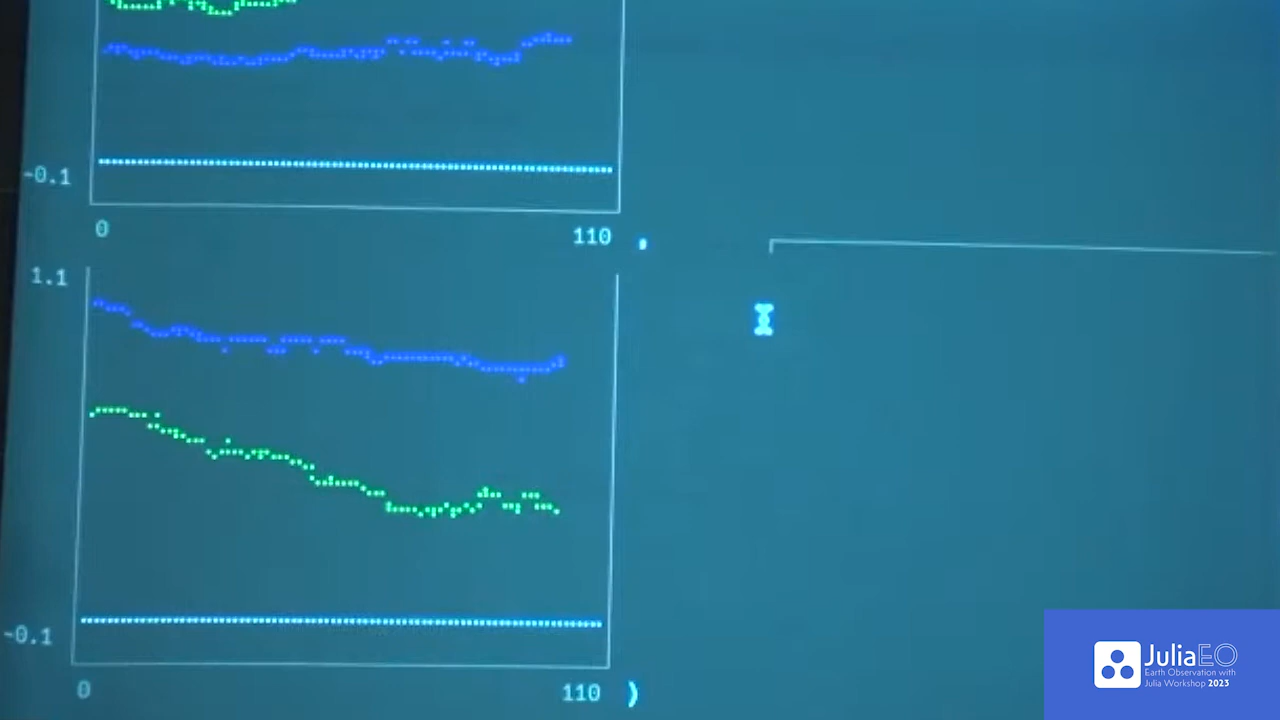 -0.1
0 110 ,
1.1
-0.1
0 110 )
JuliaEO
Earth Observation with
Julia Workshop 2023